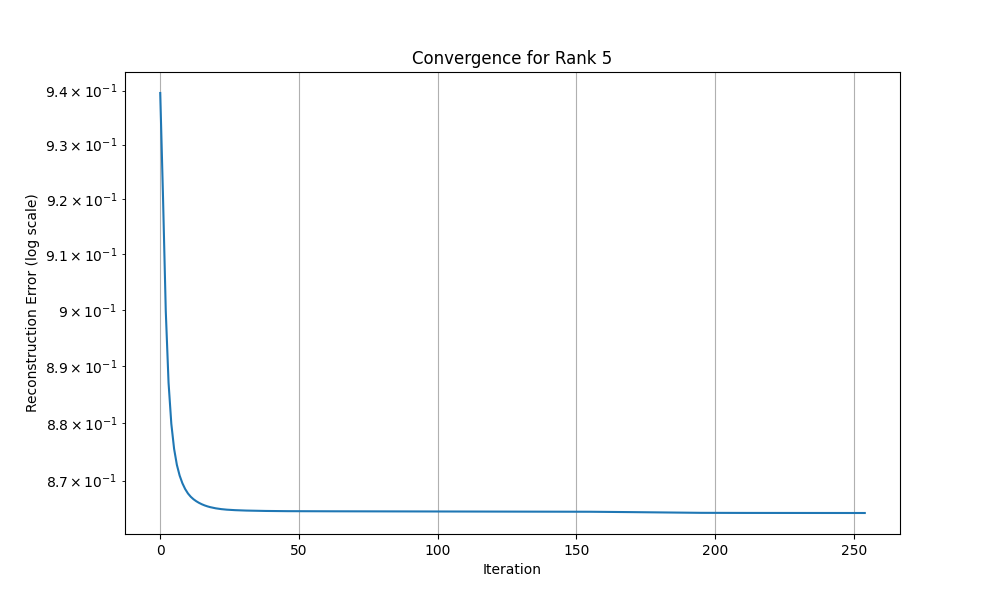 Convergence for Rank 5
Reconstruction Error (log scale)
9.4 × 10⁻¹
9.3 × 10⁻¹
9.2 × 10⁻¹
9.1 × 10⁻¹
9 × 10⁻¹
8.9 × 10⁻¹
8.8 × 10⁻¹
8.7 × 10⁻¹
0 50 100 150 200 250
Iteration